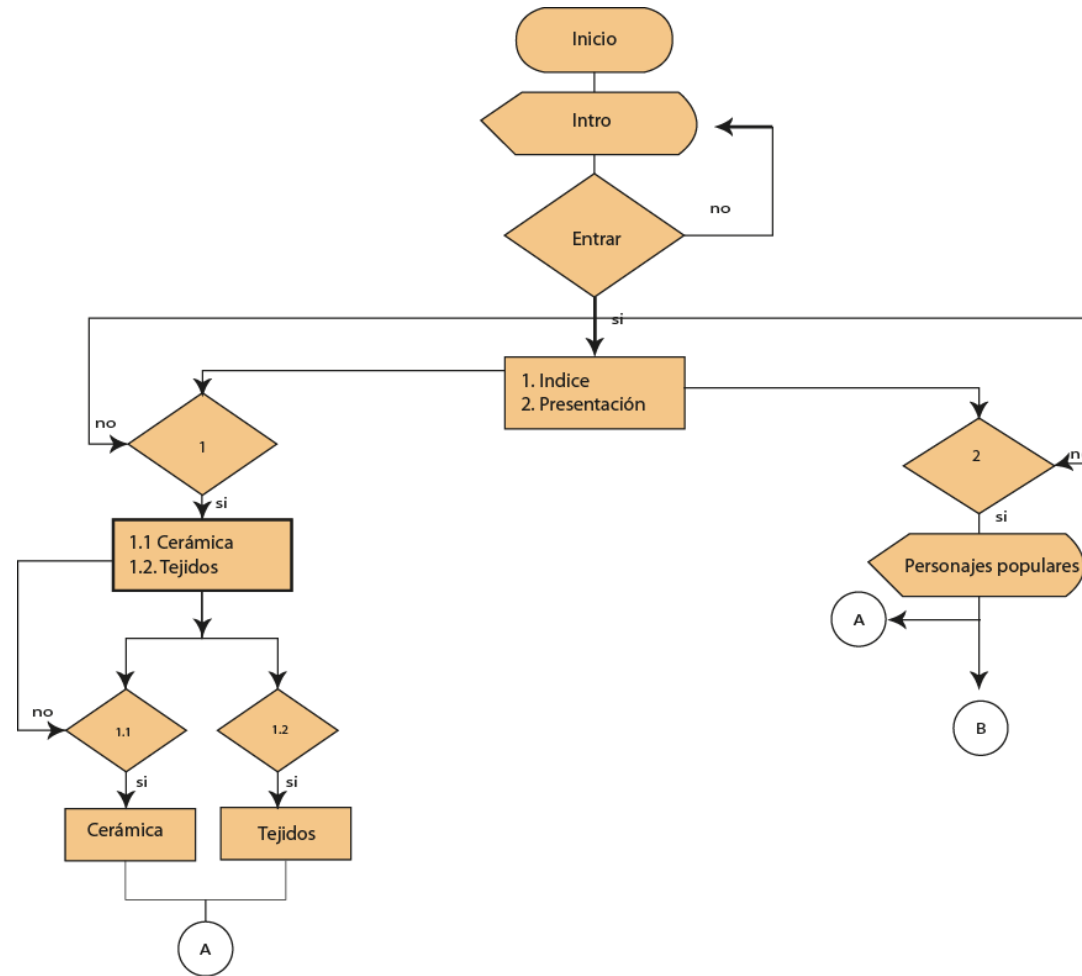 Inicio
Intro
no
Entrar
si
1. Indice
2. Presentación
no
1
2
si
si
1.1 Cerámica
1.2. Tejidos
Personajes populares
A
no
1.1
1.2
B
si
si
Cerámica
Tejidos
A